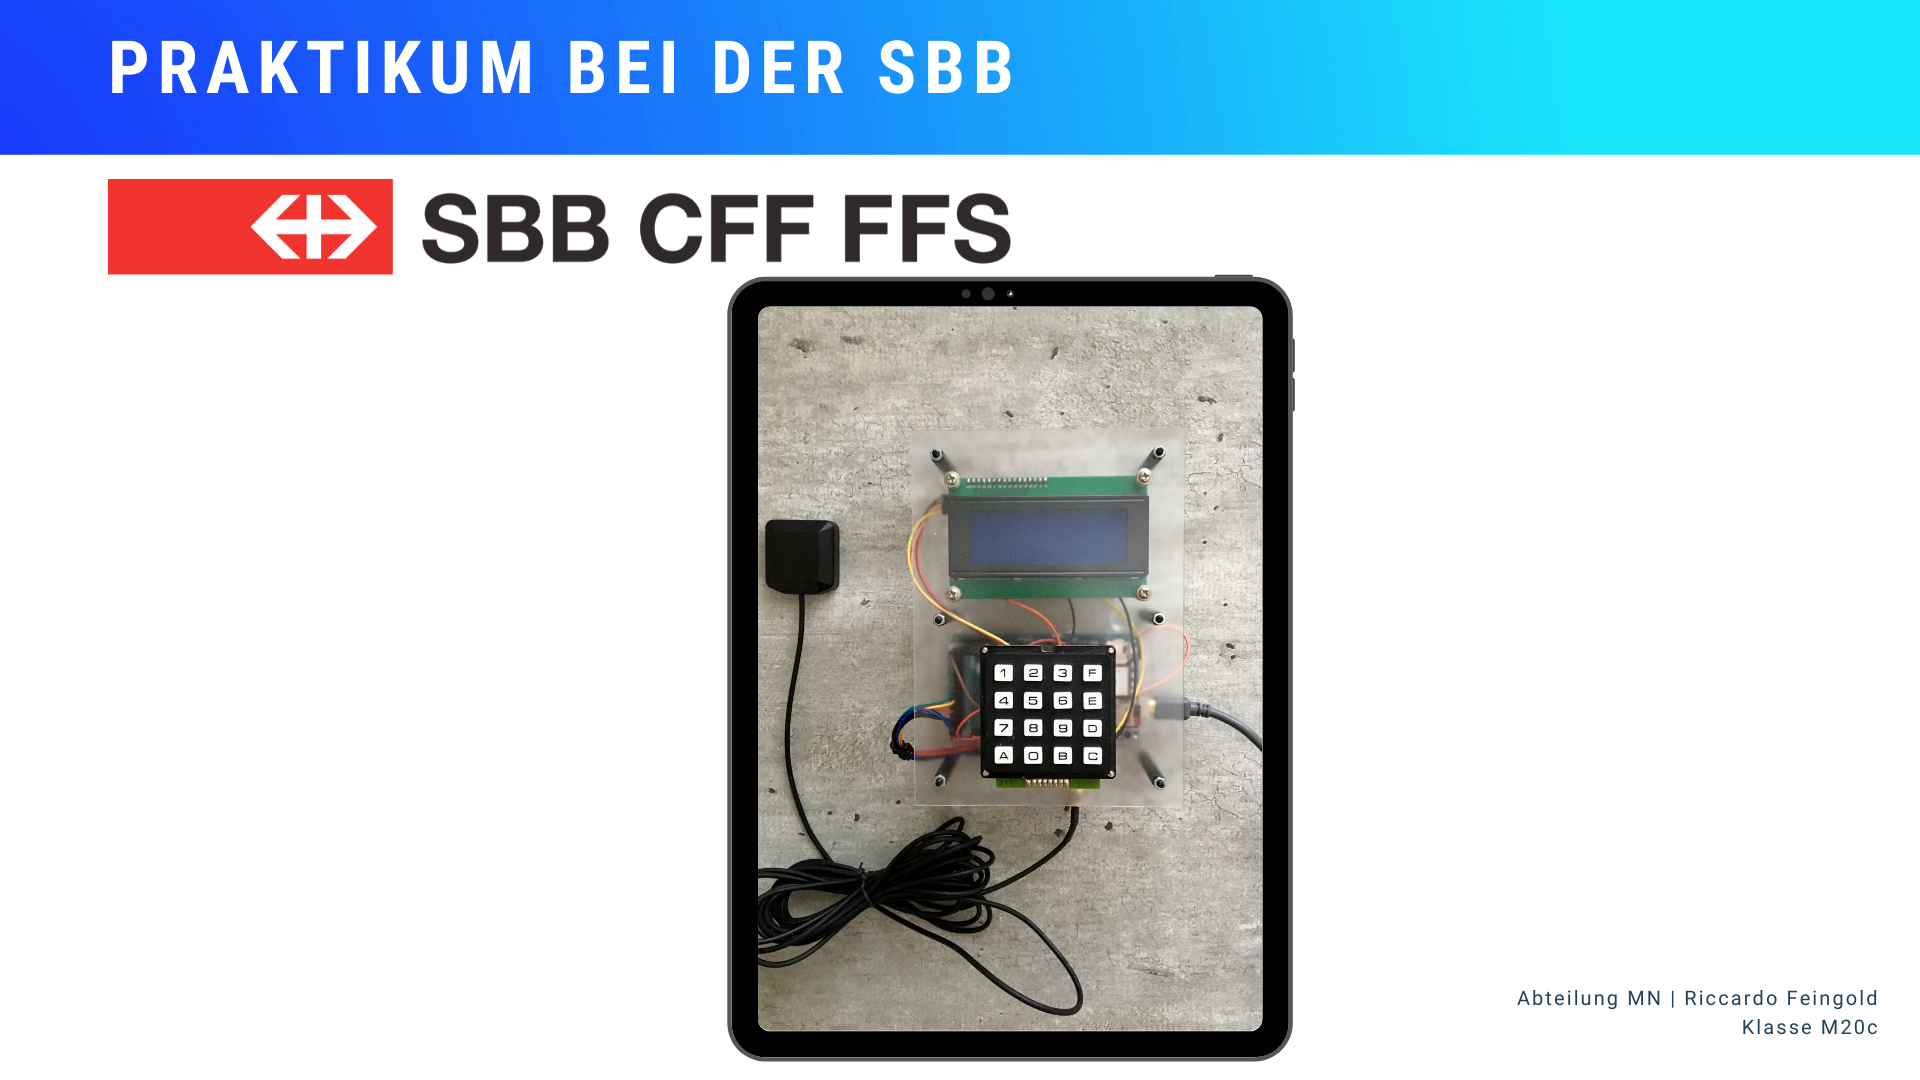 PRAKTIKUM BEI DER SBB
SBB CFF FFS
1 2 3 F
4 5 6 E
7 8 9 D
A 0 B C
Abteilung MN | Riccardo Feingold
Klasse M20c